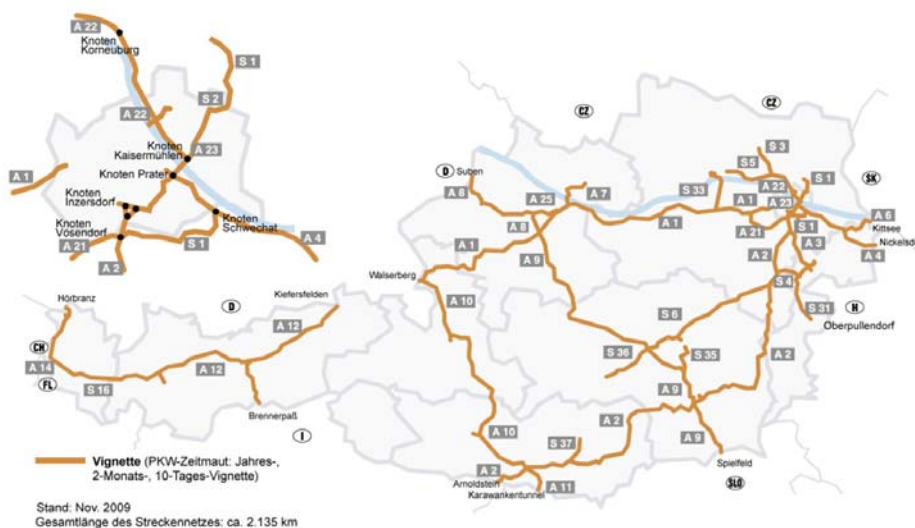 A 22
Knoten
Korneuburg
S 1
S 2
A 22
Knoten
Kaisermühlen
A 23
Knoten Prater
A 1
Knoten
Inzersdorf
Knoten
Vösendorf
A 21
A 2
S 1
Knoten
Schwechat
A 4
Hörbranz
D
Kiefersfelden
A 12
CH
A 14
FL
S 16
A 12
Brennerpaß
I
CZ
CZ
D
Suben
A 8
A 25
A 7
S 33
S 5
S 3
A 22
S 1
SK
A 1
A 8
A 1
A 1
A 23
A 21
S 1
A 6
Kittsee
Nickelsd
A 4
A 3
A 2
A 9
Walserberg
A 10
S 4
S 6
S 31
H
Oberpullendorf
S 36
S 35
A 2
A 9
A 10
S 37
A 2
A 9
Spielfeld
SLO
A 2
Arnoldstein
A 11
Karawankentunnel
Vignette (PKW-Zeitmaut: Jahres-,
2-Monats-, 10-Tages-Vignette)
Stand: Nov. 2009
Gesamtlänge des Streckennetzes: ca. 2.135 km